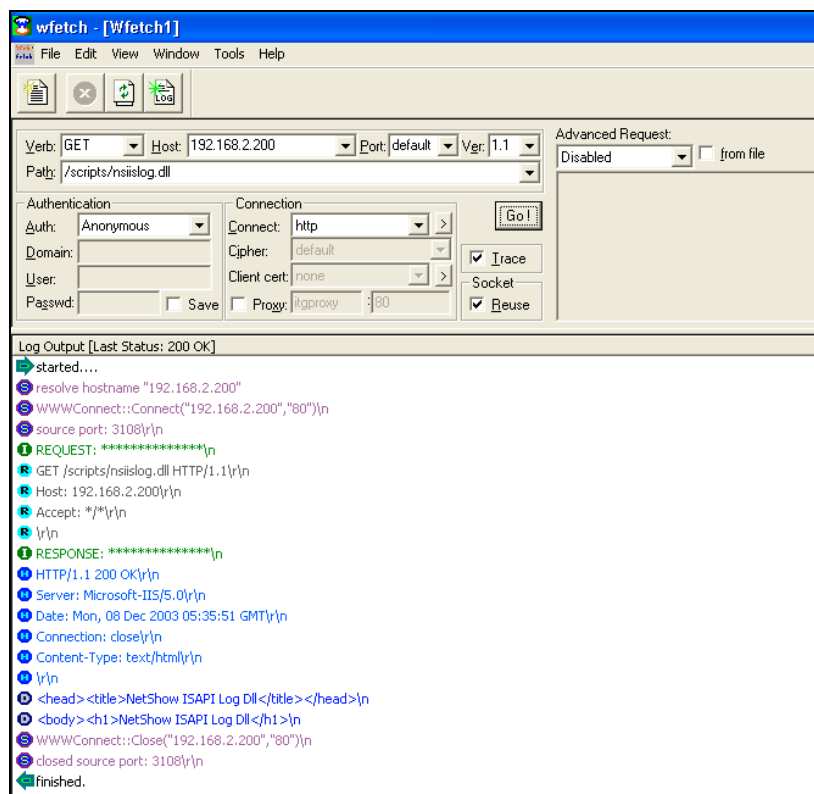 wfetch - [Wfetch1]
File Edit View Window Tools Help
LOG
Verb: GET Host: 192.168.2.200 Port: default Ver: 1.1
Advanced Request:
Disabled from file
Path: /scripts/nsiislog.dll
Authentication
Connection
Auth: Anonymous Connect: http > Go!
Domain: Cipher: default Trace
User: Client cert: none > Socket
Passwd: Save Proxy: itgproxy :80 Reuse
Log Output [Last Status: 200 OK]
started....
S resolve hostname "192.168.2.200"
S WWWConnect::Connect("192.168.2.200","80")\n
S source port: 3108\r\n
I REQUEST: **************\n
R GET /scripts/nsiislog.dll HTTP/1.1\r\n
R Host: 192.168.2.200\r\n
R Accept: */*\r\n
R \r\n
I RESPONSE: **************\n
H HTTP/1.1 200 OK\r\n
H Server: Microsoft-IIS/5.0\r\n
H Date: Mon, 08 Dec 2003 05:35:51 GMT\r\n
H Connection: close\r\n
H Content-Type: text/html\r\n
H \r\n
D <head><title>NetShow ISAPI Log Dll</title></head>\n
D <body><h1>NetShow ISAPI Log Dll</h1>\n
S WWWConnect::Close("192.168.2.200","80")\n
S closed source port: 3108\r\n
finished.